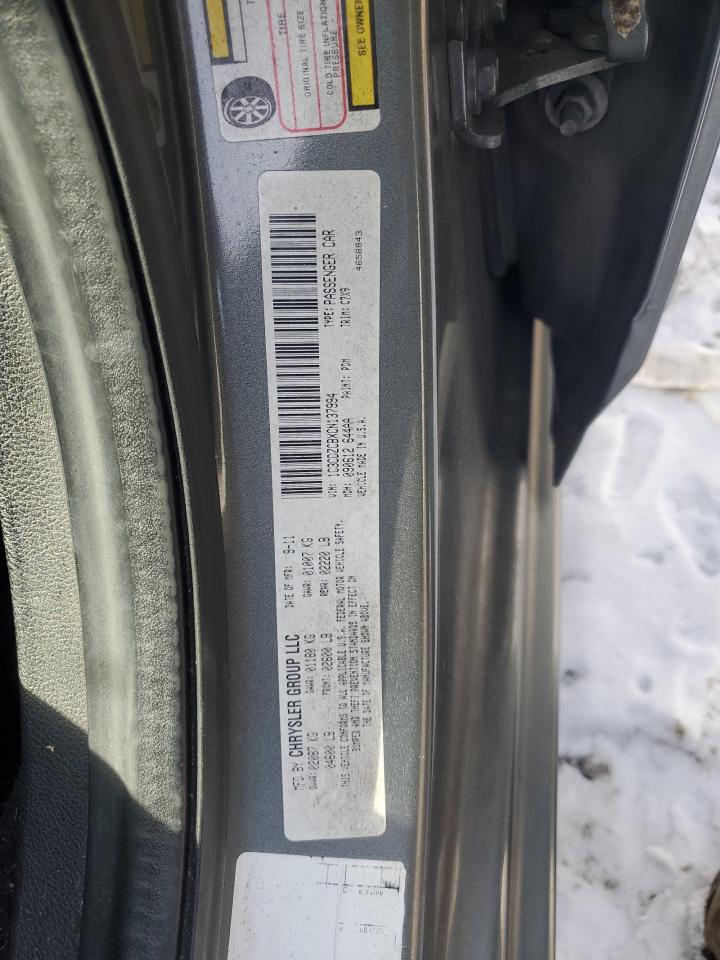 TIRE
ORIGINAL TIRE SIZE
COLD TIRE INFLATION
PRESSURE
SEE OWNER
MFD BY CHRYSLER GROUP LLC DATE OF MFR: 9-11
GVWR: 02087 KG GAWR: 01180 KG GAWR: 01007 KG
04600 LB FRONT: 02600 LB REAR: 02220 LB
THIS VEHICLE CONFORMS TO ALL APPLICABLE U.S.A. FEDERAL MOTOR VEHICLE SAFETY,
BUMPER AND THEFT PREVENTION STANDARDS IN EFFECT ON
THE DATE OF MANUFACTURE SHOWN ABOVE.
VIN: 1C3CDZCBXCN137994 TYPE: PASSENGER CAR
MDH: 090612 644AA PAINT: PDM TRIM: C7X9
VEHICLE MADE IN U.S.A. 4658843